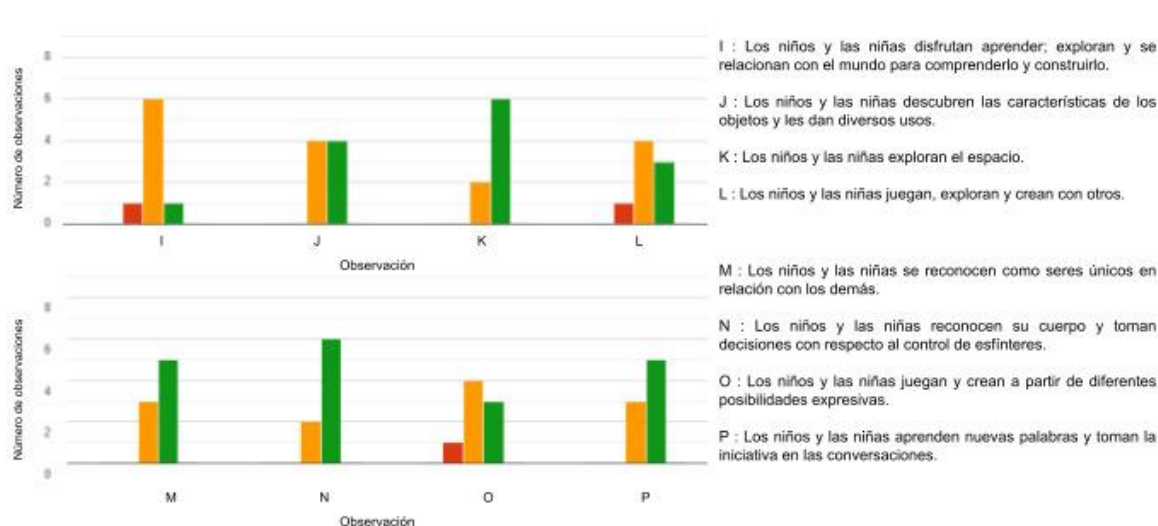 Número de observaciones
8
6
4
2
0
I J K L
Observación
I : Los niños y las niñas disfrutan aprender; exploran y se
relacionan con el mundo para comprenderlo y construirlo.
J : Los niños y las niñas descubren las características de los
objetos y les dan diversos usos.
K : Los niños y las niñas exploran el espacio.
L : Los niños y las niñas juegan, exploran y crean con otros.
Número de observaciones
8
6
4
2
0
M N O P
Observación
M : Los niños y las niñas se reconocen como seres únicos en
relación con los demás.
N : Los niños y las niñas reconocen su cuerpo y toman
decisiones con respecto al control de esfínteres.
O : Los niños y las niñas juegan y crean a partir de diferentes
posibilidades expresivas.
P : Los niños y las niñas aprenden nuevas palabras y toman la
iniciativa en las conversaciones.